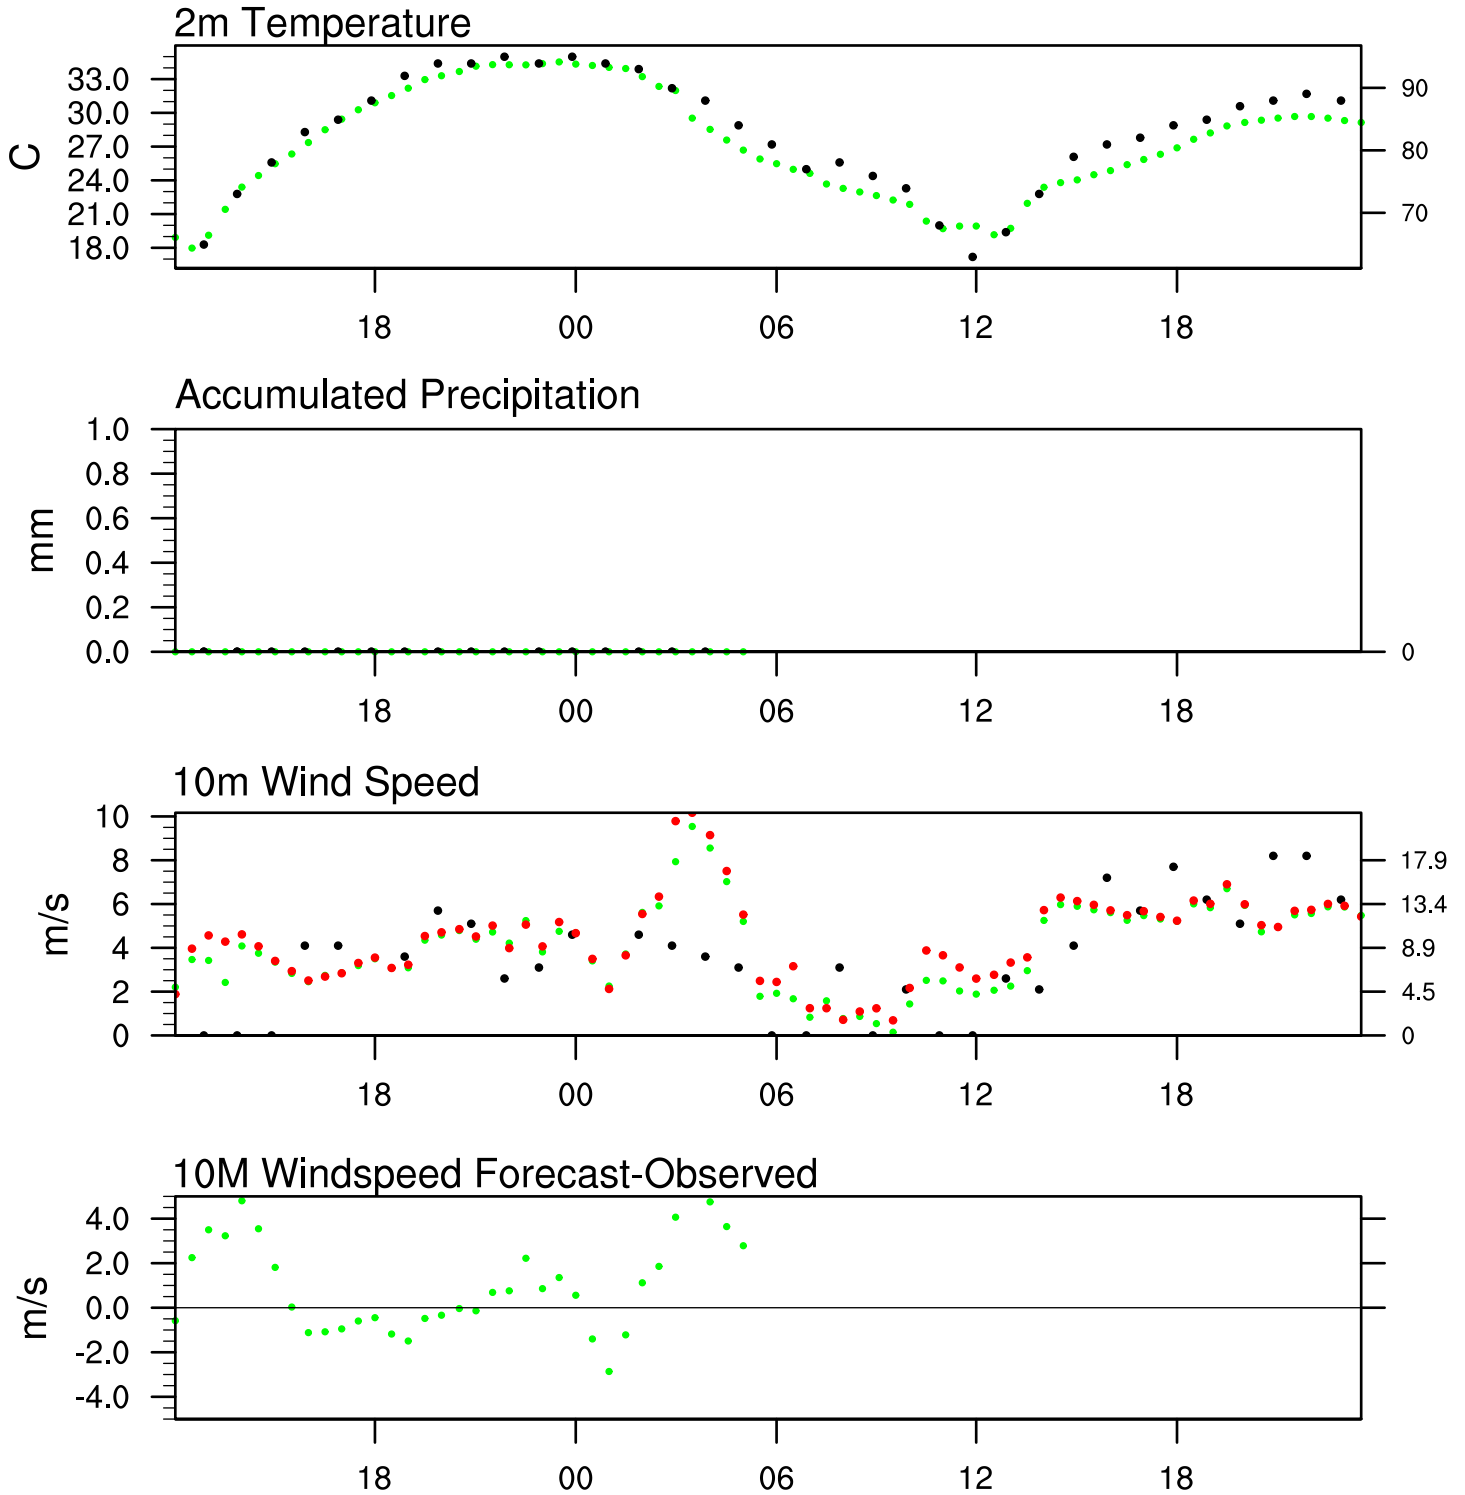 2m Temperature
33.0
30.0
27.0
24.0
21.0
18.0
C
90
80
70
18 00 06 12 18
Accumulated Precipitation
1.0
0.8
0.6
0.4
0.2
0.0
mm
0
18 00 06 12 18
10m Wind Speed
10
8
6
4
2
0
m/s
17.9
13.4
8.9
4.5
0
18 00 06 12 18
10M Windspeed Forecast-Observed
4.0
2.0
0.0
-2.0
-4.0
m/s
18 00 06 12 18